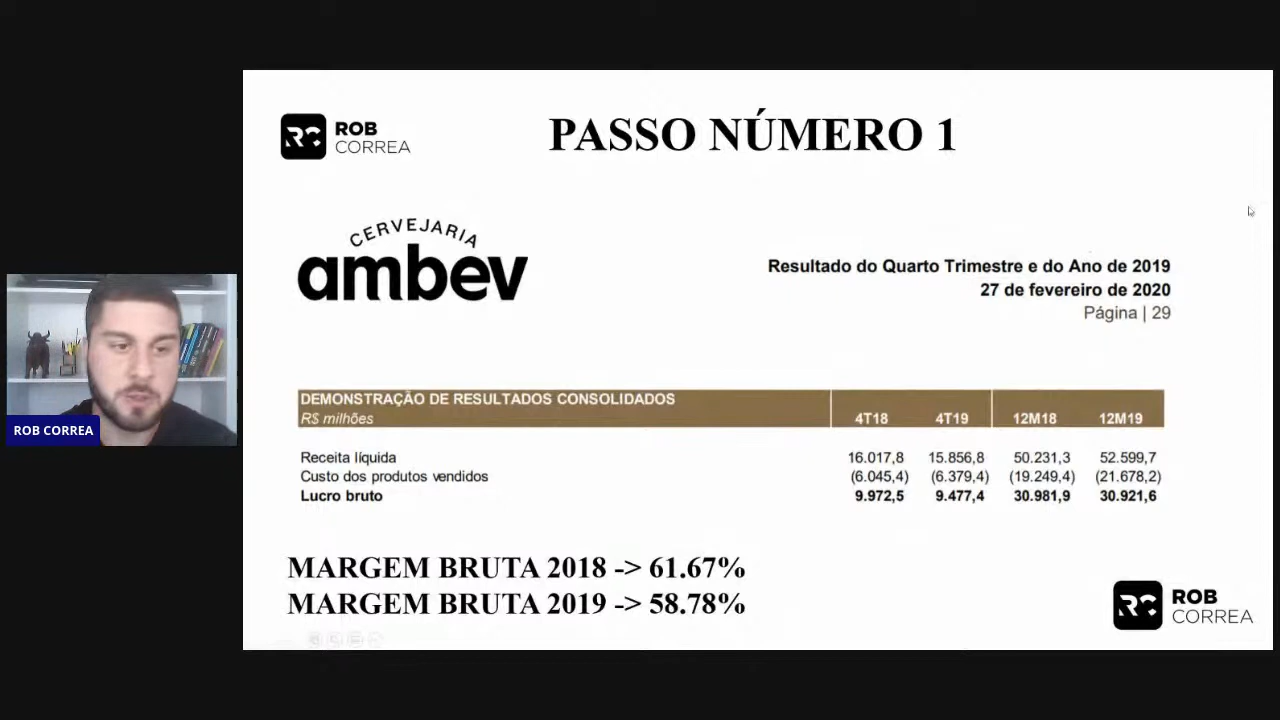 ROB
CORREA
PASSO NÚMERO 1
CERVEJARIA
ambev
Resultado do Quarto Trimestre e do Ano de 2019
27 de fevereiro de 2020
Página | 29
DEMONSTRAÇÃO DE RESULTADOS CONSOLIDADOS
R$ milhões 4T18 4T19 12M18 12M19
Receita líquida 16.017,8 15.856,8 50.231,3 52.599,7
Custo dos produtos vendidos (6.045,4) (6.379,4) (19.249,4) (21.678,2)
Lucro bruto 9.972,5 9.477,4 30.981,9 30.921,6
ROB CORREA
MARGEM BRUTA 2018 -> 61.67%
MARGEM BRUTA 2019 -> 58.78%
ROB
CORREA